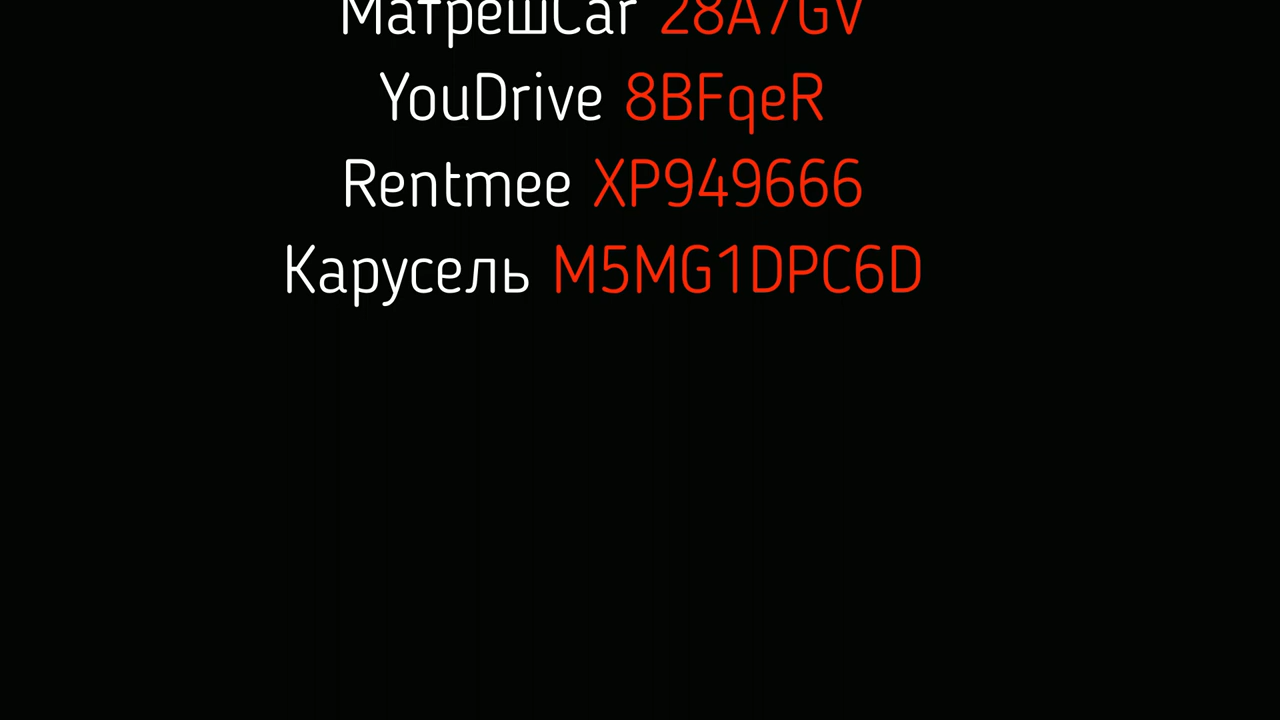 МатрешCar 28A7GV
YouDrive 8BFqeR
Rentmee XP949666
Карусель M5MG1DPC6D